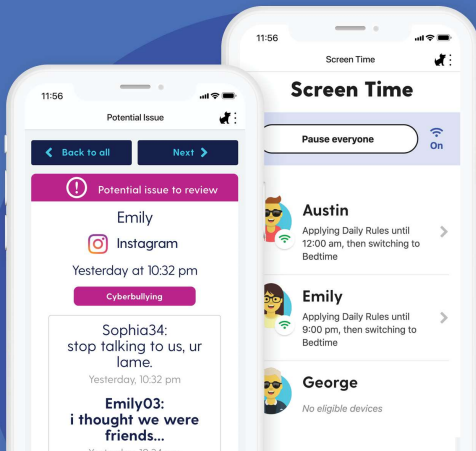 11:56
Potential Issue
Back to all
Next
Potential issue to review
Emily
Instagram
Yesterday at 10:32 pm
Cyberbullying
Sophia34:
stop talking to us, ur
lame.
Yesterday, 10:32 pm
Emily03:
i thought we were
friends...
11:56
Screen Time
Screen Time
Pause everyone
On
Austin
Applying Daily Rules until
12:00 am, then switching to
Bedtime
Emily
Applying Daily Rules until
9:00 pm, then switching to
Bedtime
George
No eligible devices